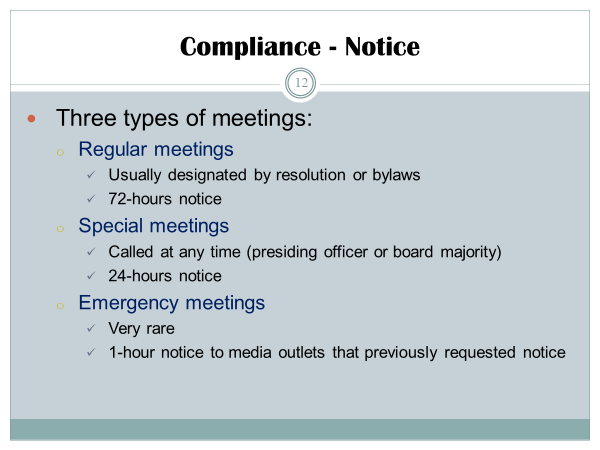 Compliance - Notice
12
Three types of meetings:
Regular meetings
Usually designated by resolution or bylaws
72-hours notice
Special meetings
Called at any time (presiding officer or board majority)
24-hours notice
Emergency meetings
Very rare
1-hour notice to media outlets that previously requested notice